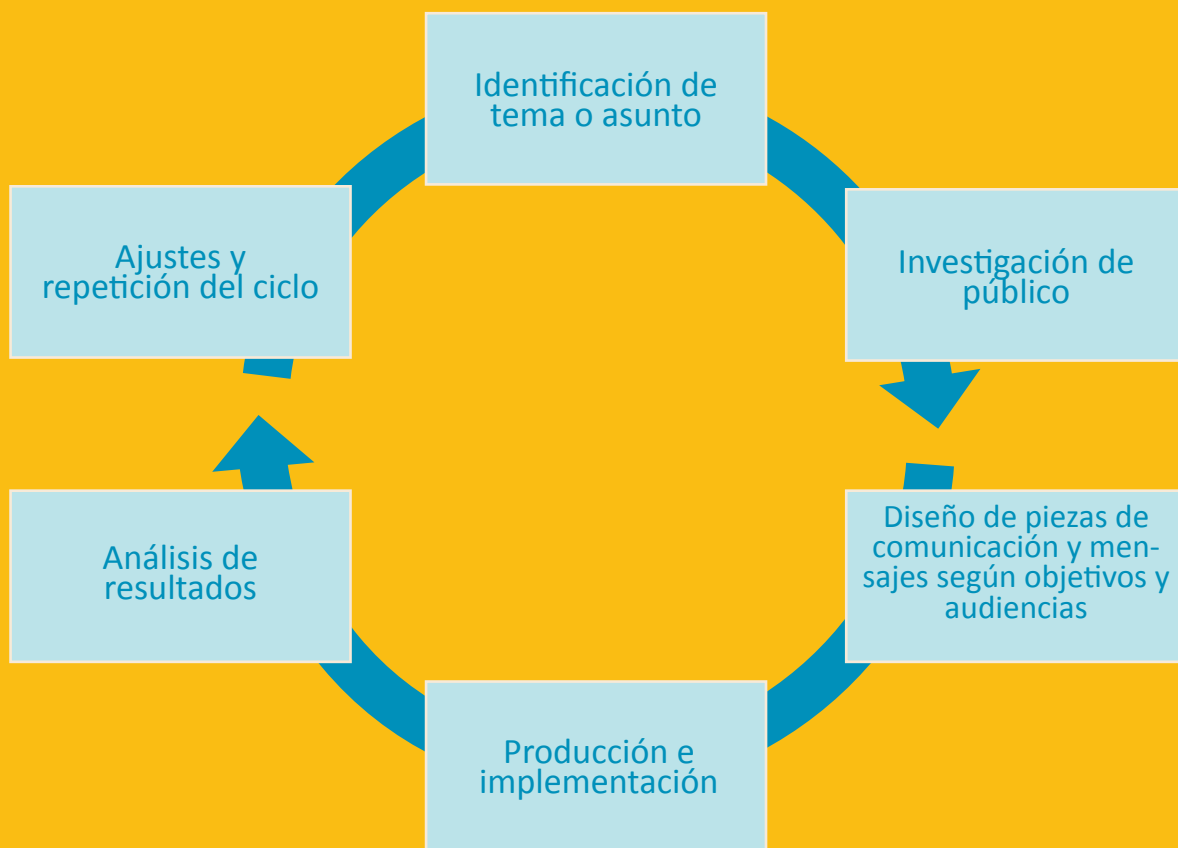 Identificación de
tema o asunto
Investigación de
público
Diseño de piezas de
comunicación y men-
sajes según objetivos y
audiencias
Producción e
implementación
Análisis de
resultados
Ajustes y
repetición del ciclo